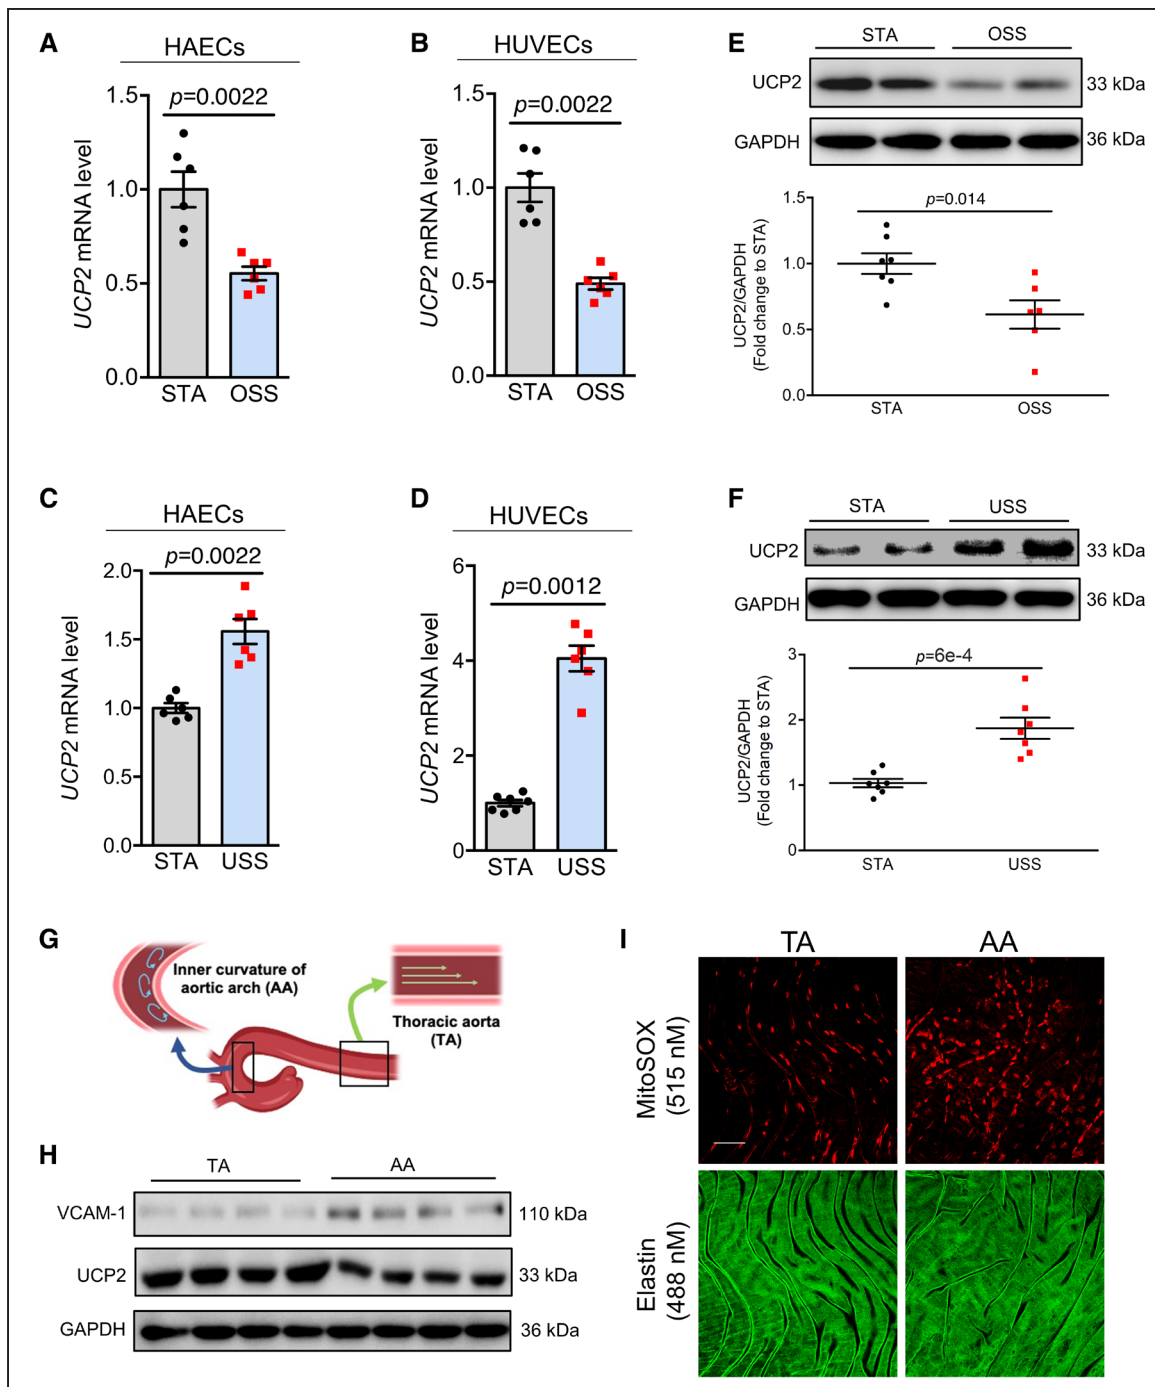 A
HAECs
p=0.0022
UCP2 mRNA level
1.5
1.0
0.5
0.0
STA OSS
B
HUVECs
p=0.0022
UCP2 mRNA level
1.5
1.0
0.5
0.0
STA OSS
E
STA OSS
UCP2 33 kDa
GAPDH 36 kDa
p=0.014
UCP2/GAPDH
(Fold change to STA)
1.5
1.0
0.5
0.0
STA OSS
C
HAECs
p=0.0022
UCP2 mRNA level
2.0
1.5
1.0
0.5
0.0
STA USS
D
HUVECs
p=0.0012
UCP2 mRNA level
6
4
2
0
STA USS
F
STA USS
UCP2 33 kDa
GAPDH 36 kDa
p=6e-4
UCP2/GAPDH
(Fold change to STA)
3
2
1
0
STA USS
G
Inner curvature of
aortic arch (AA)
Thoracic aorta
(TA)
H
TA AA
VCAM-1 110 kDa
UCP2 33 kDa
GAPDH 36 kDa
I
TA AA
MitoSOX
(515 nM)
Elastin
(488 nM)